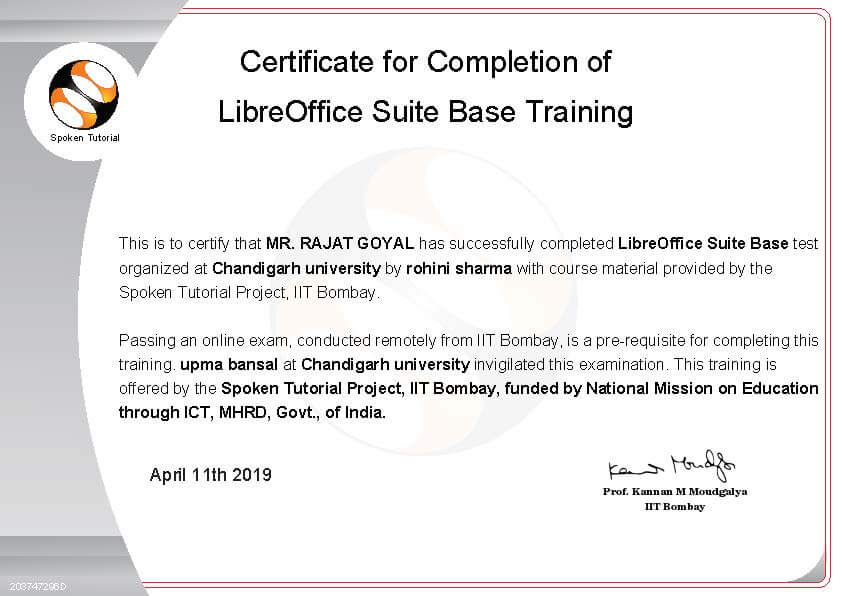 Certificate for Completion of
LibreOffice Suite Base Training
Spoken Tutorial
This is to certify that MR. RAJAT GOYAL has successfully completed LibreOffice Suite Base test
organized at Chandigarh university by rohini sharma with course material provided by the
Spoken Tutorial Project, IIT Bombay.
Passing an online exam, conducted remotely from IIT Bombay, is a pre-requisite for completing this
training. upma bansal at Chandigarh university invigilated this examination. This training is
offered by the Spoken Tutorial Project, IIT Bombay, funded by National Mission on Education
through ICT, MHRD, Govt., of India.
April 11th 2019
Kannan Moudgalya
Prof. Kannan M Moudgalya
IIT Bombay
203747296D